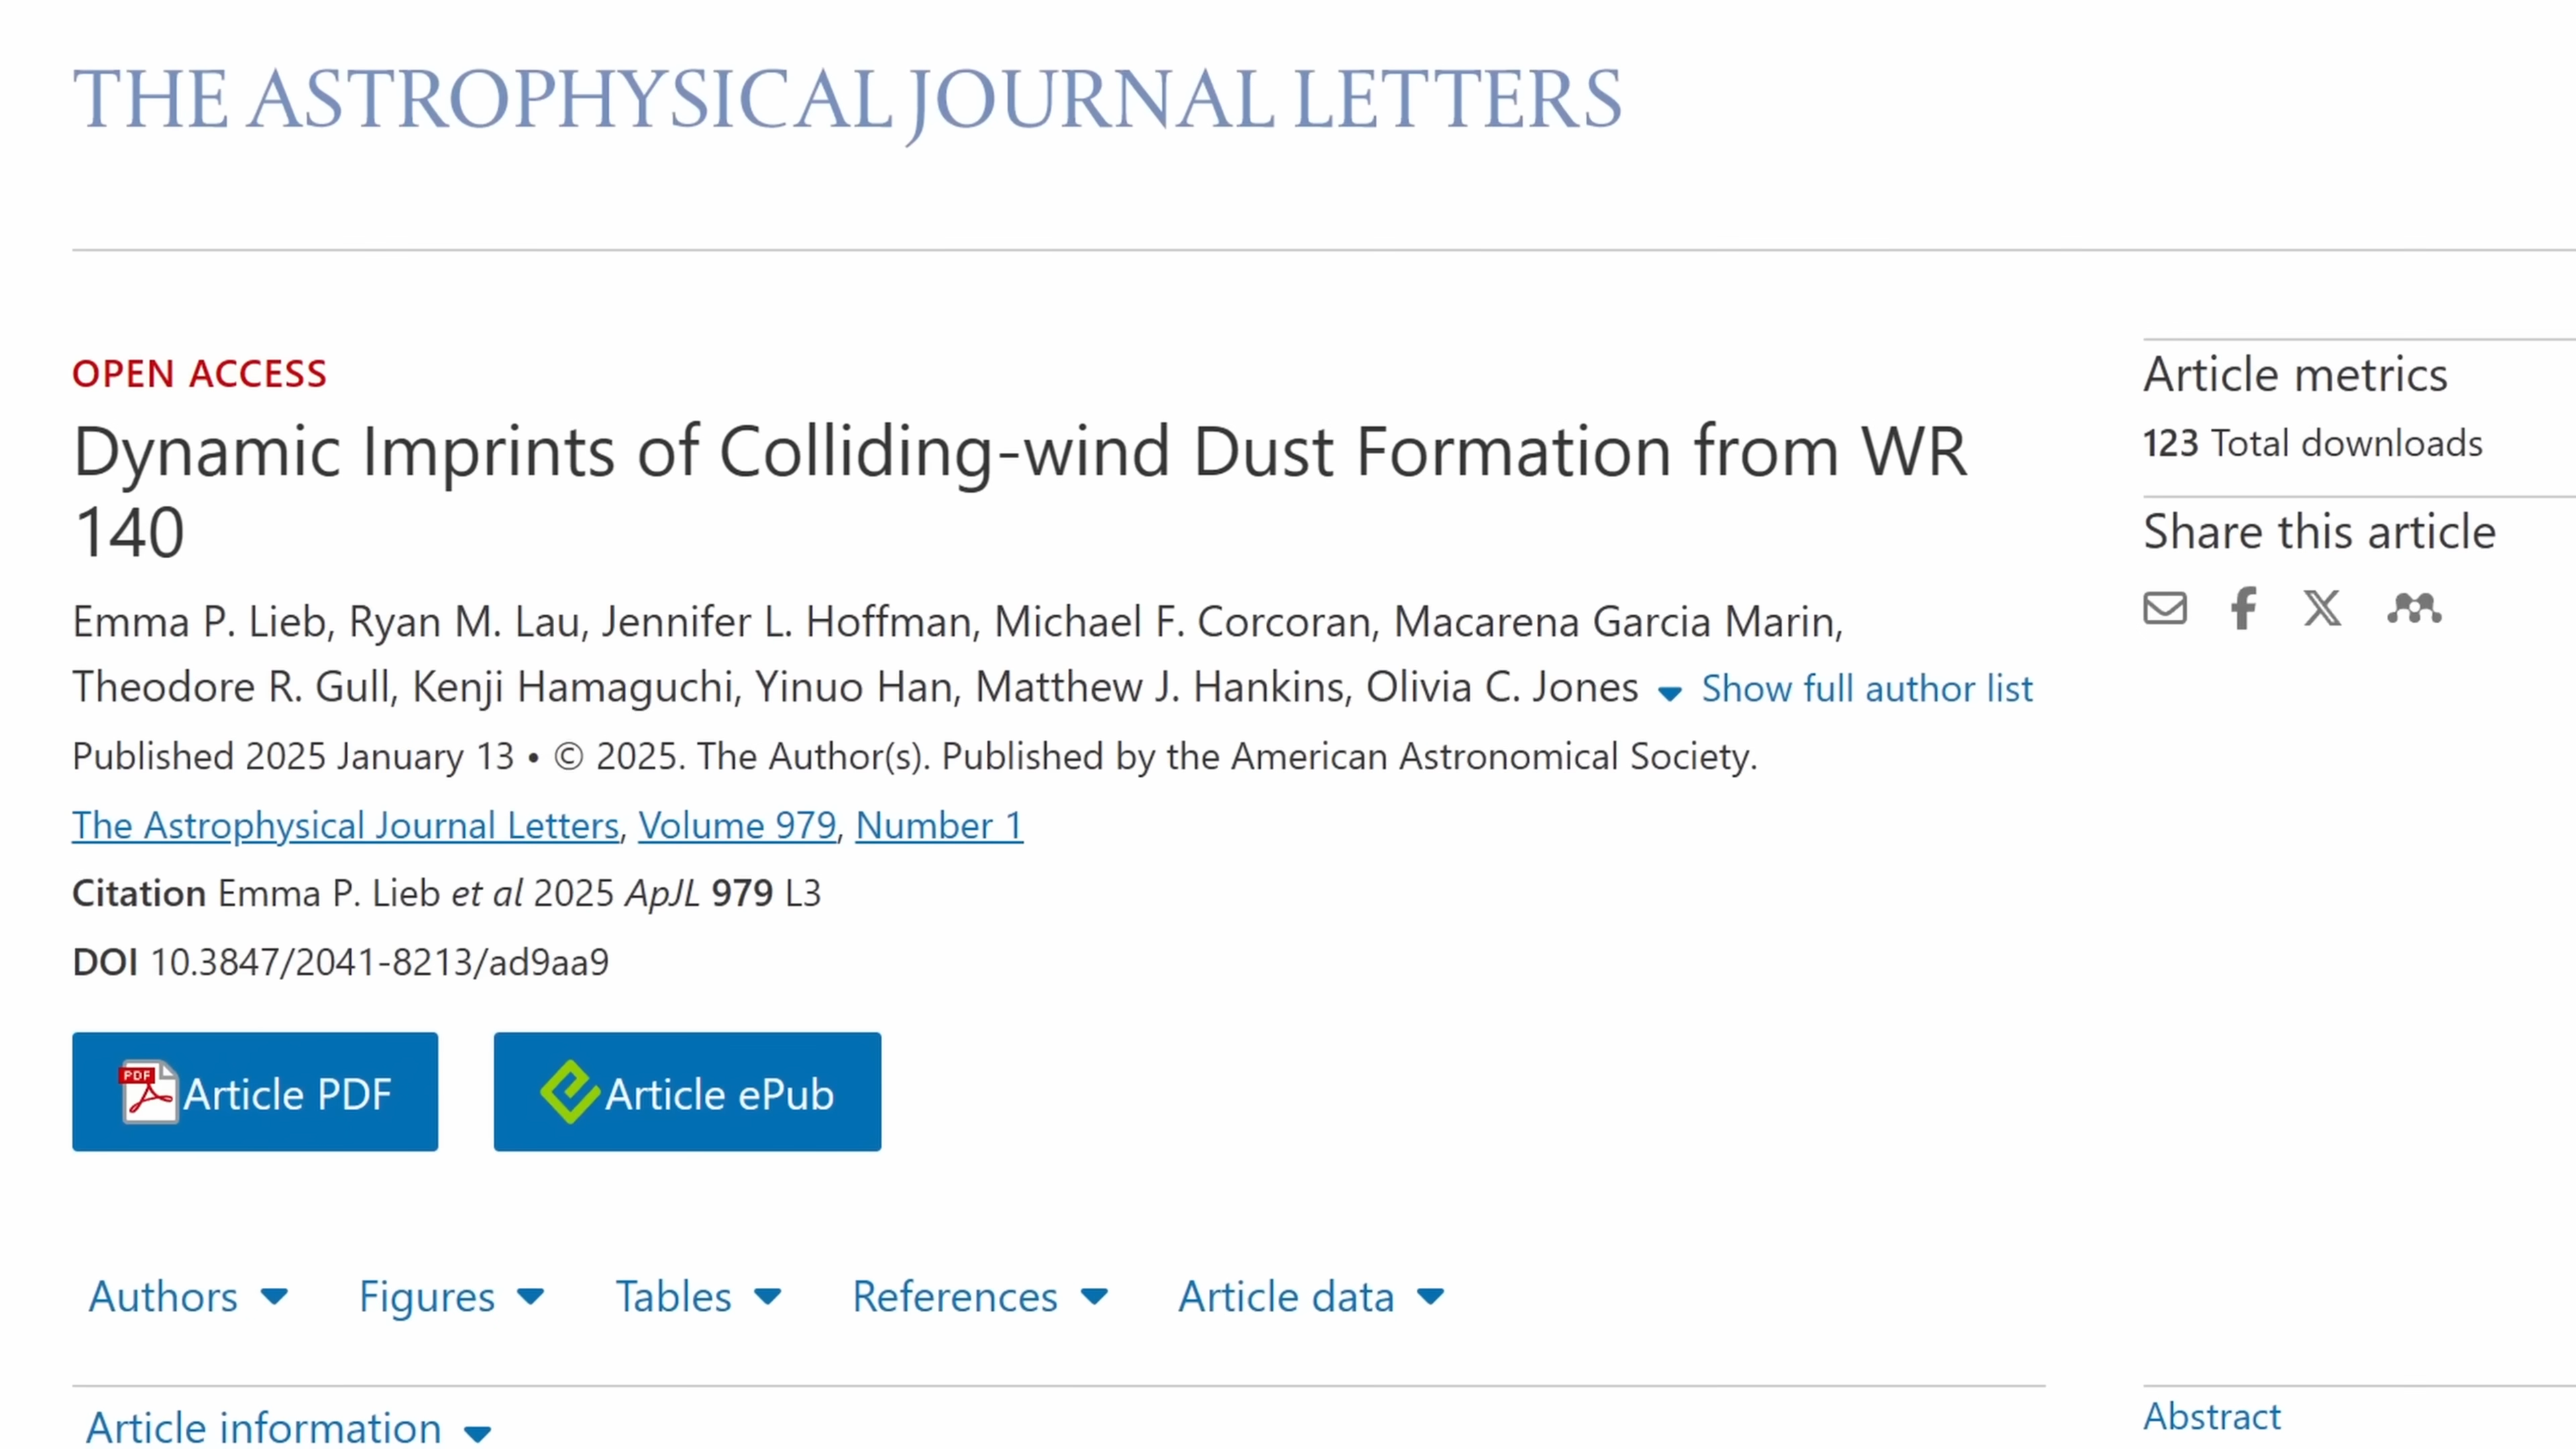 THE ASTROPHYSICAL JOURNAL LETTERS
OPEN ACCESS
Dynamic Imprints of Colliding-wind Dust Formation from WR
140
Emma P. Lieb, Ryan M. Lau, Jennifer L. Hoffman, Michael F. Corcoran, Macarena Garcia Marin,
Theodore R. Gull, Kenji Hamaguchi, Yinuo Han, Matthew J. Hankins, Olivia C. Jones Show full author list
Published 2025 January 13 • © 2025. The Author(s). Published by the American Astronomical Society.
The Astrophysical Journal Letters, Volume 979, Number 1
Citation Emma P. Lieb et al 2025 ApJL 979 L3
DOI 10.3847/2041-8213/ad9aa9
PDF Article PDF Article ePub
Authors Figures Tables References Article data
Article information
Article metrics
123 Total downloads
Share this article
Abstract